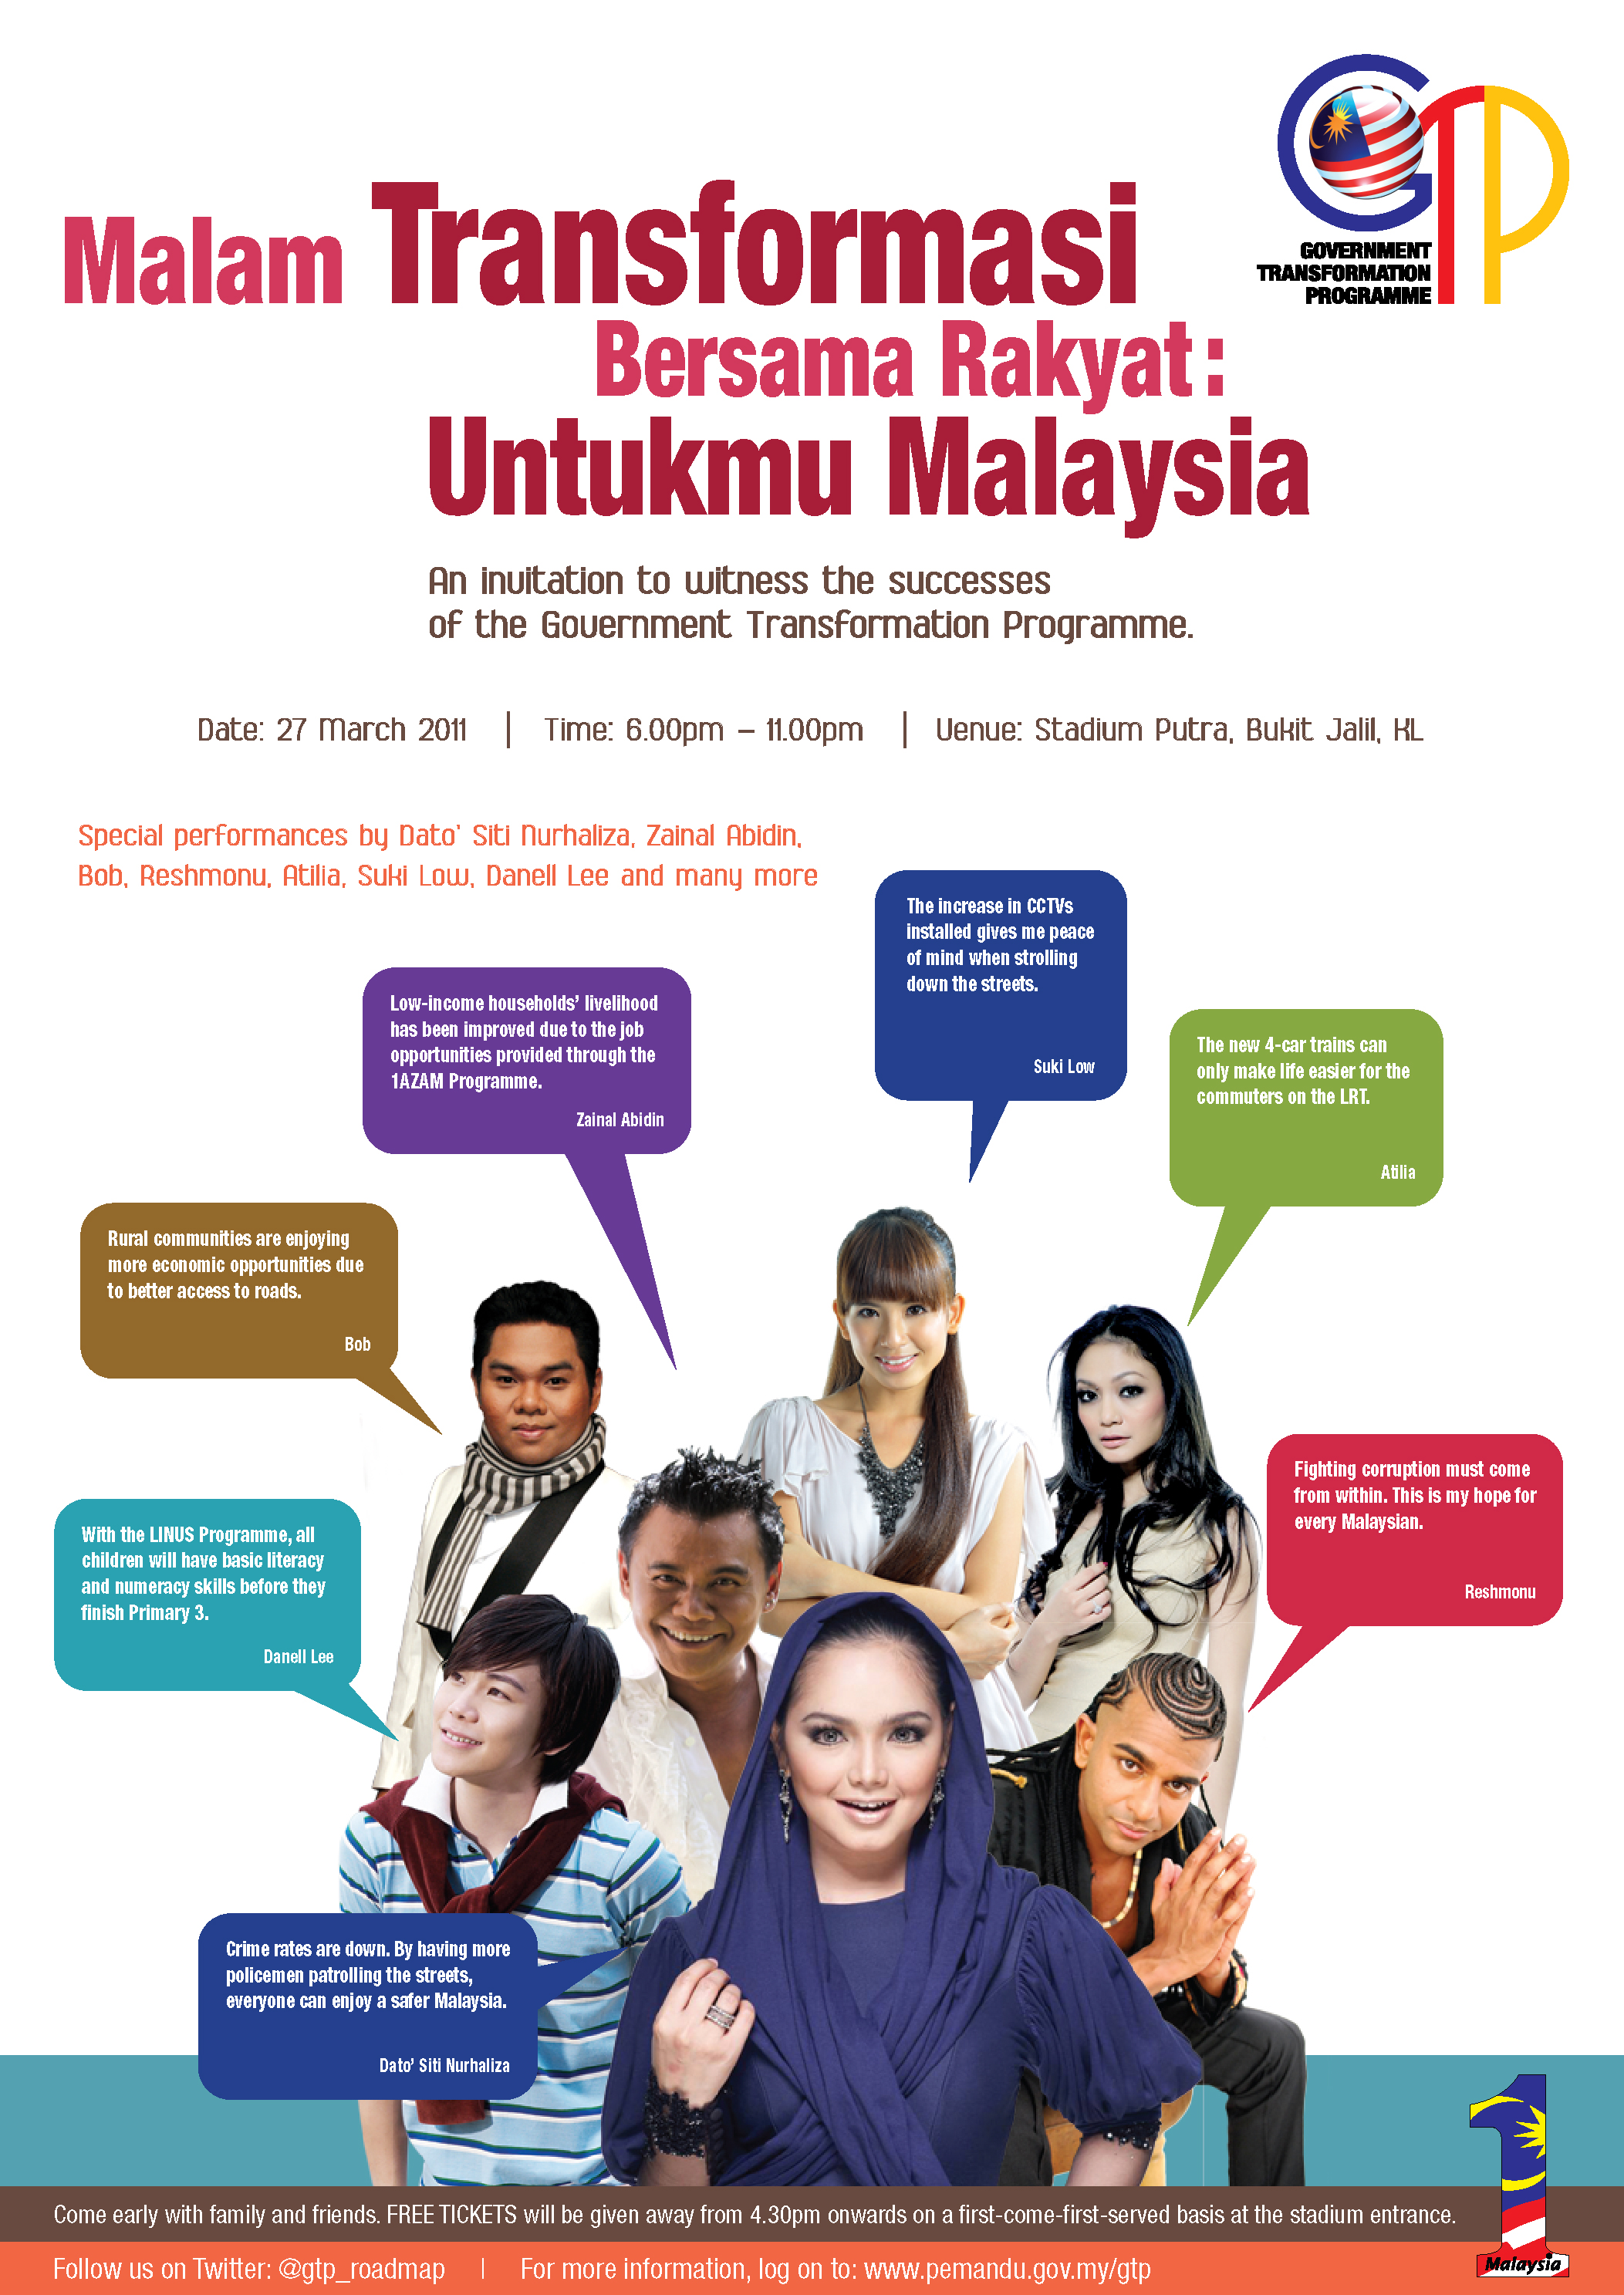 Malam Transformasi
Bersama Rakyat:
Untukmu Malaysia
GTP
GOVERNMENT
TRANSFORMATION
PROGRAMME
An invitation to witness the successes
of the Government Transformation Programme.
Date: 27 March 2011 | Time: 6.00pm – 11.00pm | Venue: Stadium Putra, Bukit Jalil, KL
Special performances by Dato' Siti Nurhaliza, Zainal Abidin,
Bob, Reshmonu, Atilia, Suki Low, Danell Lee and many more
The increase in CCTVs
installed gives me peace
of mind when strolling
down the streets.
Suki Low
Low-income households' livelihood
has been improved due to the job
opportunities provided through the
1AZAM Programme.
Zainal Abidin
The new 4-car trains can
only make life easier for the
commuters on the LRT.
Atilia
Rural communities are enjoying
more economic opportunities due
to better access to roads.
Bob
Fighting corruption must come
from within. This is my hope for
every Malaysian.
Reshmonu
With the LINUS Programme, all
children will have basic literacy
and numeracy skills before they
finish Primary 3.
Danell Lee
Crime rates are down. By having more
policemen patrolling the streets,
everyone can enjoy a safer Malaysia.
Dato' Siti Nurhaliza
Come early with family and friends. FREE TICKETS will be given away from 4.30pm onwards on a first-come-first-served basis at the stadium entrance.
Follow us on Twitter: @gtp_roadmap | For more information, log on to: www.pemandu.gov.my/gtp
1
Malaysia